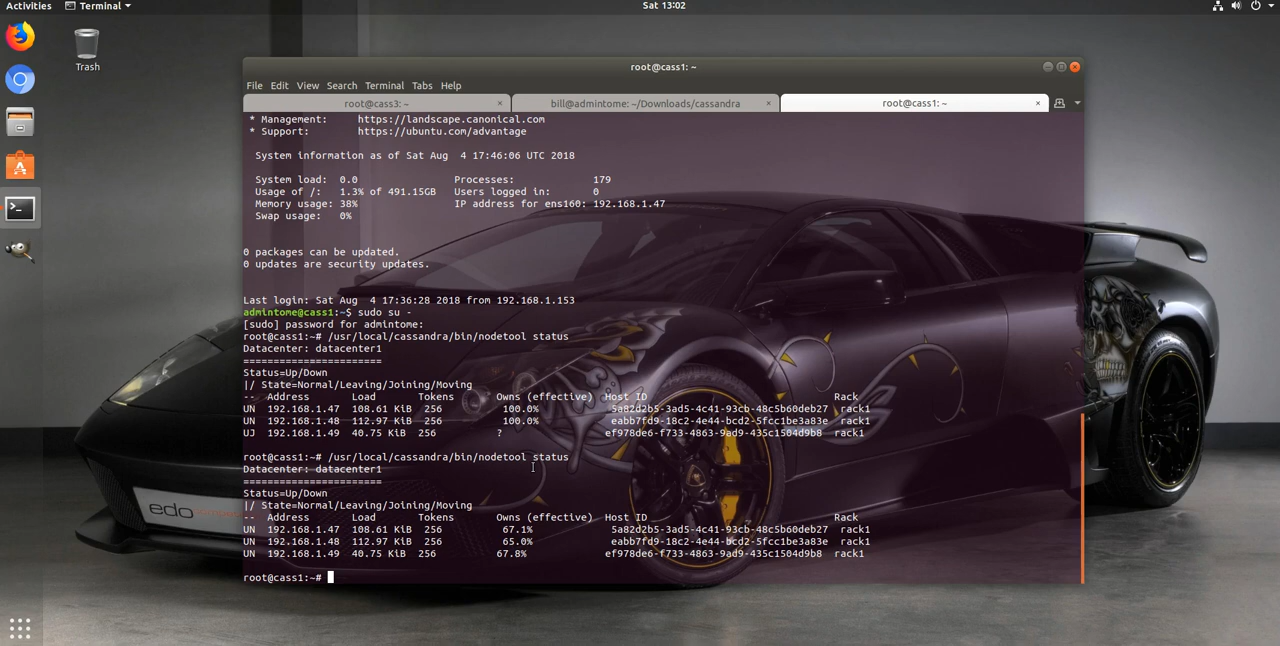 Activities
Terminal
Sat 13:02
Trash
root@cass1: ~
File Edit View Search Terminal Tabs Help
root@cass3: ~
bill@admintome: ~/Downloads/cassandra
root@cass1: ~
* Management: https://landscape.canonical.com
* Support: https://ubuntu.com/advantage
System information as of Sat Aug 4 17:46:06 UTC 2018
System load: 0.0 Processes: 179
Usage of /: 1.3% of 491.15GB Users logged in: 0
Memory usage: 38% IP address for ens160: 192.168.1.47
Swap usage: 0%
0 packages can be updated.
0 updates are security updates.
Last login: Sat Aug 4 17:36:28 2018 from 192.168.1.153
admintome@cass1:~$ sudo su -
[sudo] password for admintome:
root@cass1:~# /usr/local/cassandra/bin/nodetool status
Datacenter: datacenter1
=======================
Status=Up/Down
|/ State=Normal/Leaving/Joining/Moving
-- Address Load Tokens Owns (effective) Host ID Rack
UN 192.168.1.47 108.61 KiB 256 100.0% 5a82d2b5-3ad5-4c41-93cb-48c5b60deb27 rack1
UN 192.168.1.48 112.97 KiB 256 100.0% eabb7fd9-18c2-4e44-bcd2-5fcc1be3a83e rack1
UJ 192.168.1.49 40.75 KiB 256 ? ef978de6-f733-4863-9ad9-435c1504d9b8 rack1
root@cass1:~# /usr/local/cassandra/bin/nodetool status
Datacenter: datacenter1
=======================
Status=Up/Down
|/ State=Normal/Leaving/Joining/Moving
-- Address Load Tokens Owns (effective) Host ID Rack
UN 192.168.1.47 108.61 KiB 256 67.1% 5a82d2b5-3ad5-4c41-93cb-48c5b60deb27 rack1
UN 192.168.1.48 112.97 KiB 256 65.0% eabb7fd9-18c2-4e44-bcd2-5fcc1be3a83e rack1
UN 192.168.1.49 40.75 KiB 256 67.8% ef978de6-f733-4863-9ad9-435c1504d9b8 rack1
root@cass1:~#
edo